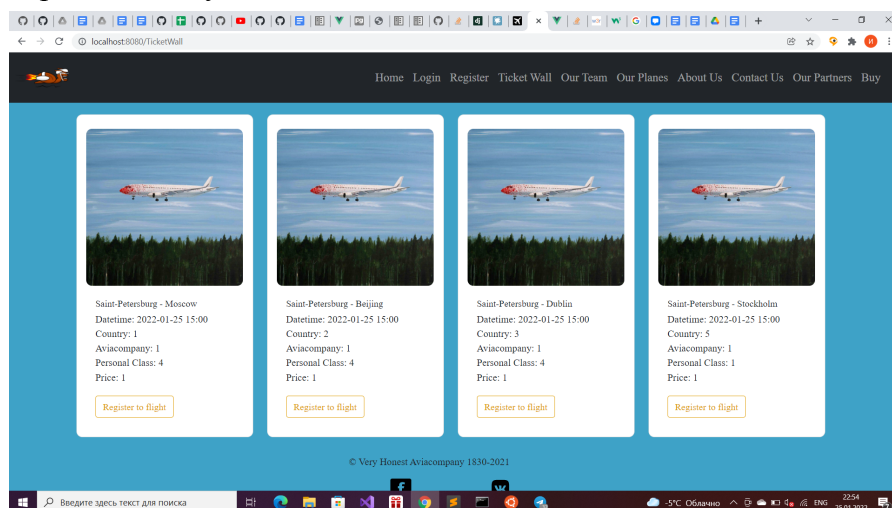 localhost:8080/TicketWall
Home Login Register Ticket Wall Our Team Our Planes About Us Contact Us Our Partners Buy
Saint-Petersburg - Moscow
Datetime: 2022-01-25 15:00
Country: 1
Aviacompany: 1
Personal Class: 4
Price: 1
Register to flight
Saint-Petersburg - Beijing
Datetime: 2022-01-25 15:00
Country: 2
Aviacompany: 1
Personal Class: 4
Price: 1
Register to flight
Saint-Petersburg - Dublin
Datetime: 2022-01-25 15:00
Country: 3
Aviacompany: 1
Personal Class: 4
Price: 1
Register to flight
Saint-Petersburg - Stockholm
Datetime: 2022-01-25 15:00
Country: 5
Aviacompany: 1
Personal Class: 1
Price: 1
Register to flight
© Very Honest Aviacompany 1830-2021
Введите здесь текст для поиска
-5°C Облачно
ENG
22:54
25.01.2022